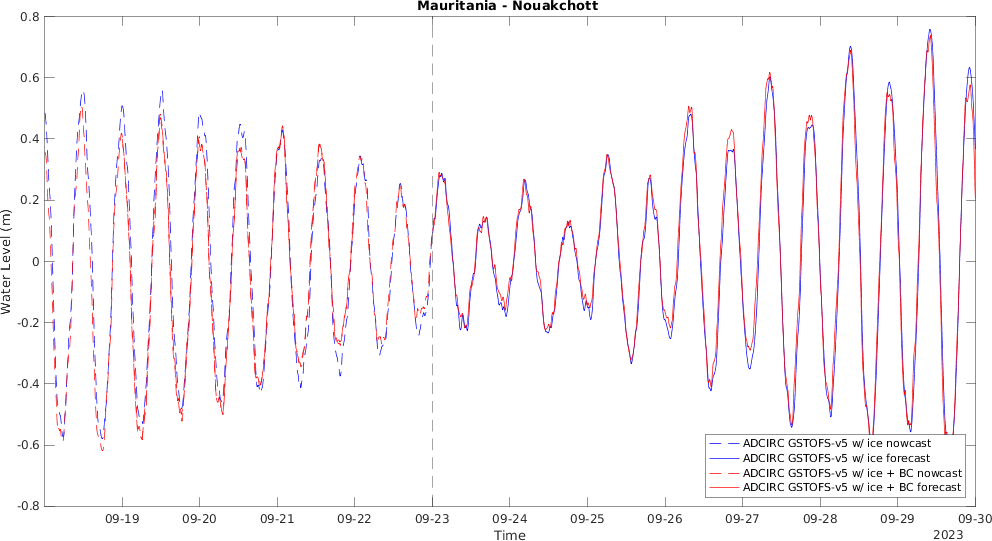 Mauritania - Nouakchott
Water Level (m)
0.8
0.6
0.4
0.2
0
-0.2
-0.4
-0.6
-0.8
ADCIRC GSTOFS-v5 w/ ice nowcast
ADCIRC GSTOFS-v5 w/ ice forecast
ADCIRC GSTOFS-v5 w/ ice + BC nowcast
ADCIRC GSTOFS-v5 w/ ice + BC forecast
09-19 09-20 09-21 09-22 09-23 09-24 09-25 09-26 09-27 09-28 09-29 09-30
Time
2023